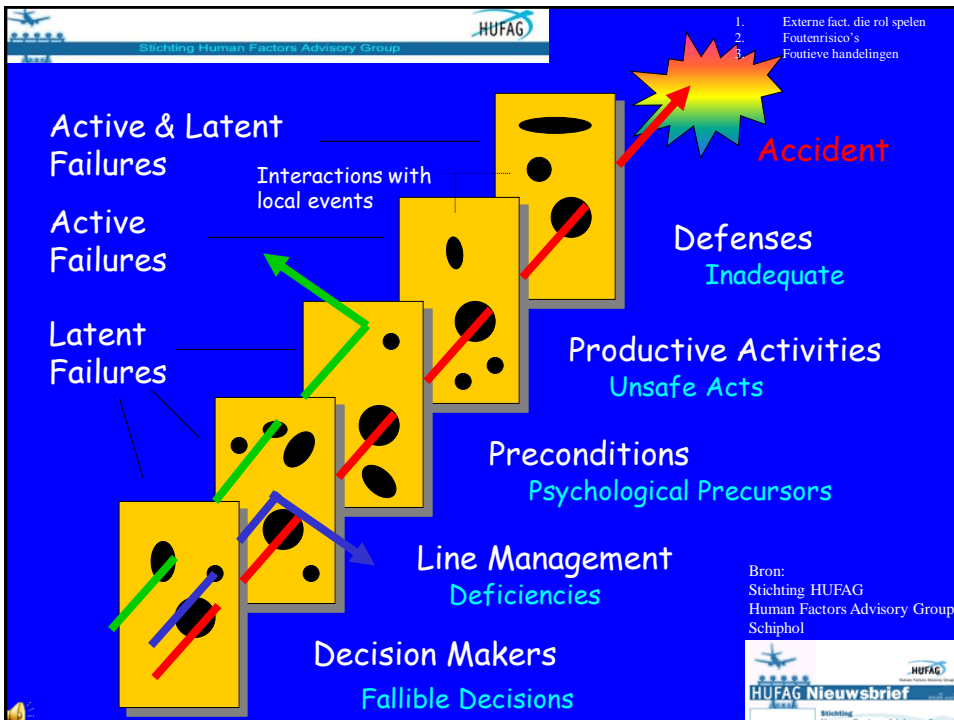 HUFAG
Stichting Human Factors Advisory Group
1. Externe fact. die rol spelen
2. Foutenrisico's
3. Foutieve handelingen
Active & Latent
Failures
Interactions with
local events
Active
Failures
Latent
Failures
Accident
Defenses
Inadequate
Productive Activities
Unsafe Acts
Preconditions
Psychological Precursors
Line Management
Deficiencies
Decision Makers
Fallible Decisions
Bron:
Stichting HUFAG
Human Factors Advisory Group
Schiphol
HUFAG
HUFAG Nieuwsbrief
Stichting